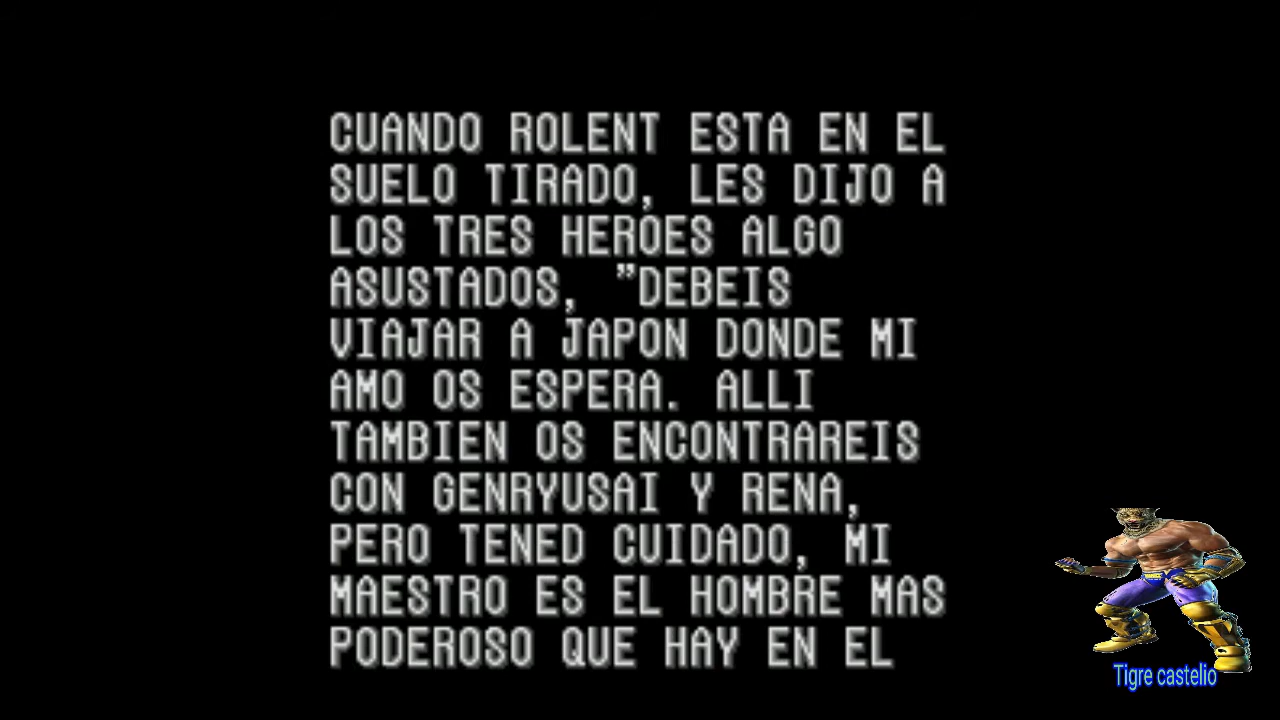 CUANDO ROLENT ESTA EN EL
SUELO TIRADO, LES DIJO A
LOS TRES HEROES ALGO
ASUSTADOS, "DEBEIS
VIAJAR A JAPON DONDE MI
AMO OS ESPERA. ALLI
TAMBIEN OS ENCONTRAREIS
CON GENRYUSAI Y RENA,
PERO TENED CUIDADO, MI
MAESTRO ES EL HOMBRE MAS
PODEROSO QUE HAY EN EL
Tigre castelio